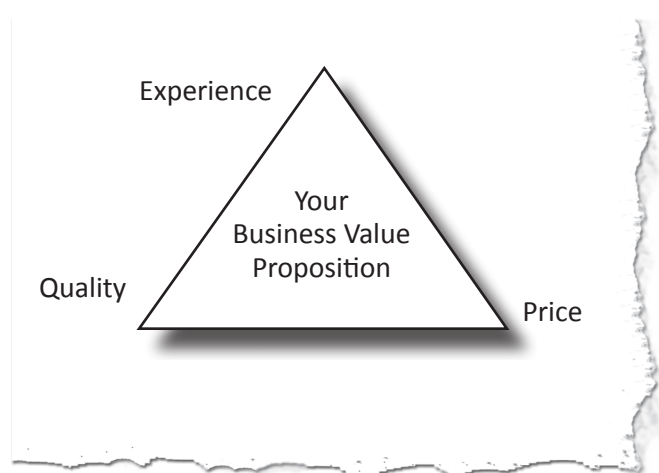 Experience
Your
Business Value
Proposition
Quality
Price